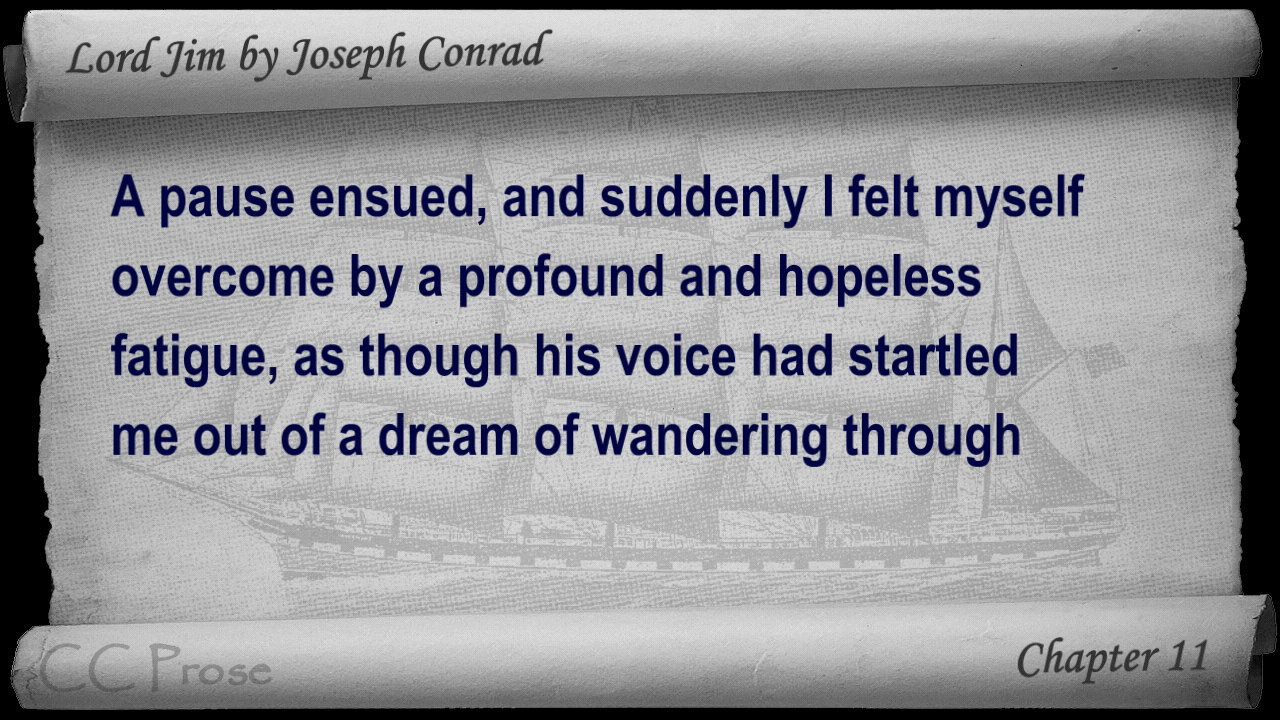 Lord Jim by Joseph Conrad
A pause ensued, and suddenly I felt myself
overcome by a profound and hopeless
fatigue, as though his voice had startled
me out of a dream of wandering through
CC Prose
Chapter 11